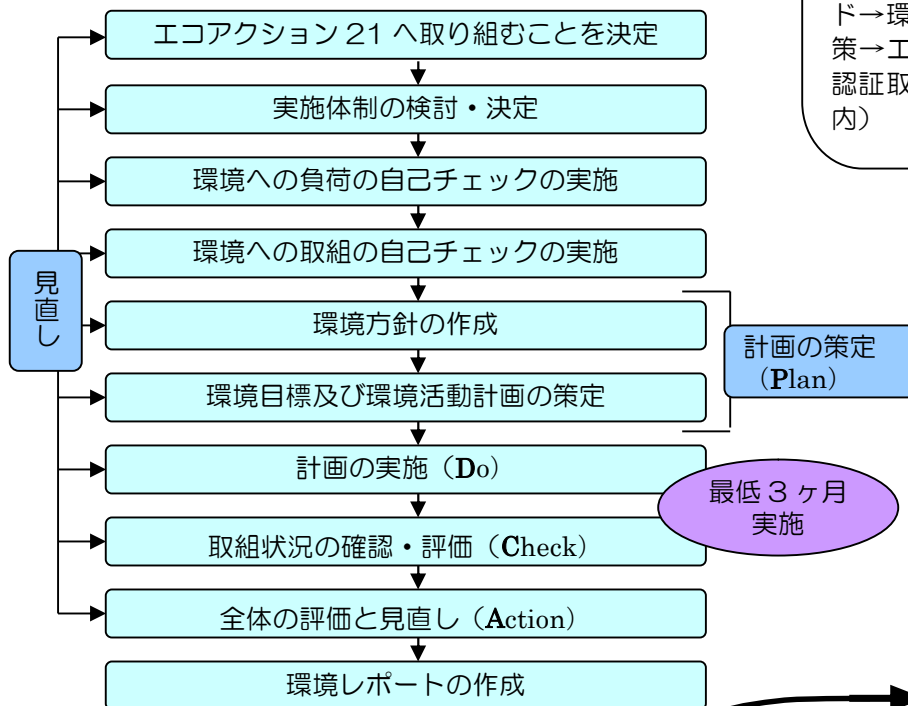 エコアクション 21 へ取り組むことを決定
実施体制の検討・決定
環境への負荷の自己チェックの実施
環境への取組の自己チェックの実施
環境方針の作成
環境目標及び環境活動計画の策定
計画の実施（Do）
取組状況の確認・評価（Check）
全体の評価と見直し（Action）
環境レポートの作成
見直し
計画の策定
（Plan）
最低 3 ヶ月
実施
ド→環
策→エ
認証取
内）